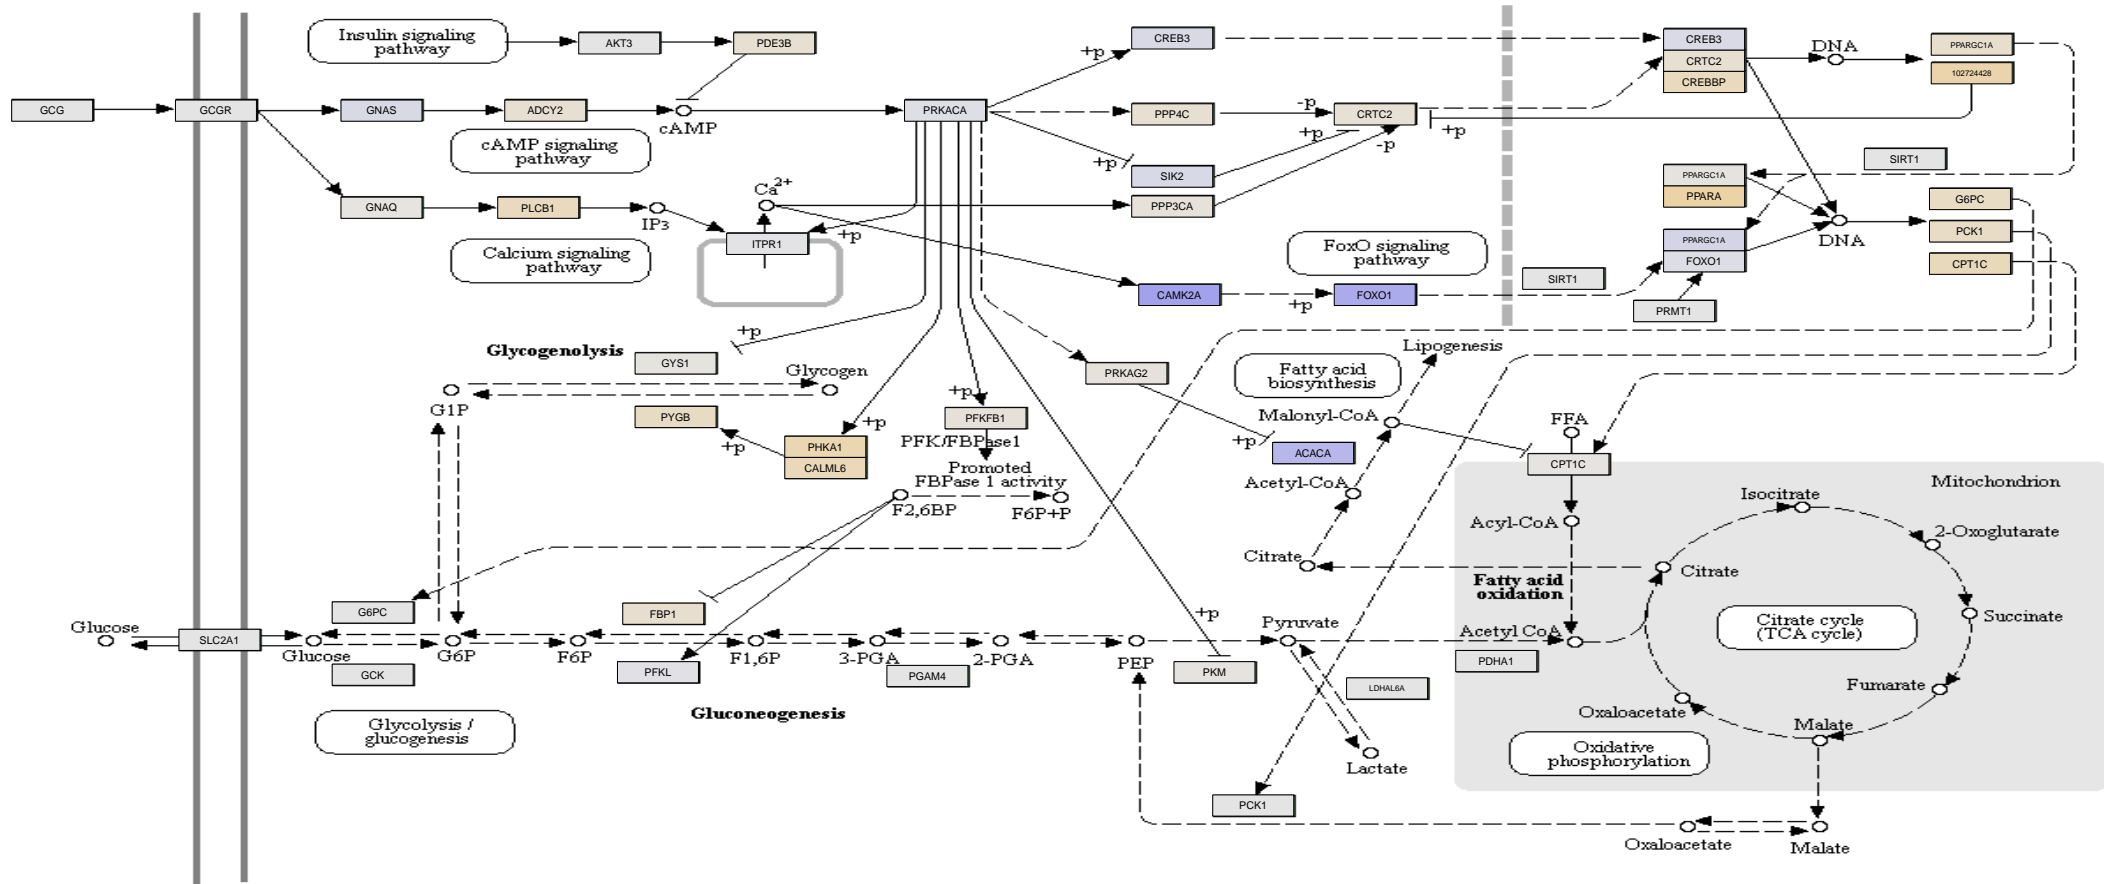 Insulin signaling
pathway
AKT3
PDE3B
CREB3
+p
CREB3
CRTC2
CREBBP
DNA
PPARGC1A
102724428
GCG
GCGR
GNAS
ADCY2
cAMP
PRKACA
PPP4C
-p
CRTC2
+p
+p
-p
+p
cAMP signaling
pathway
SIK2
PPP3CA
SIRT1
PPARGC1A
PPARA
G6PC
PCK1
CPT1C
GNAQ
PLCB1
IP3
Ca2+
ITPR1
+p
Calcium signaling
pathway
FoxO signaling
pathway
PPARGC1A
FOXO1
DNA
CAMK2A
+p
FOXO1
SIRT1
PRMT1
+p
Glycogenolysis
GYS1
Glycogen
G1P
PYGB
+p
+p
PHKA1
CALML6
+p
PFKFB1
PFK/FBPase1
Promoted
FBPase 1 activity
F2,6BP
F6P+P
PRKAG2
+p
Fatty acid
biosynthesis
Lipogenesis
Malonyl-CoA
ACACA
Acetyl-CoA
Citrate
FFA
CPT1C
Acyl-CoA
Fatty acid
oxidation
Mitochondrion
Isocitrate
2-Oxoglutarate
Citrate
Succinate
Citrate cycle
(TCA cycle)
Fumarate
Malate
Oxaloacetate
Oxidative
phosphorylation
G6PC
FBP1
+p
Glucose
SLC2A1
Glucose
G6P
F6P
F1,6P
3-PGA
2-PGA
PEP
Pyruvate
Acetyl CoA
GCK
PFKL
PGAM4
PKM
LDHAL6A
PDHA1
Gluconeogenesis
Glycolysis /
glucogenesis
Lactate
PCK1
Oxaloacetate
Malate